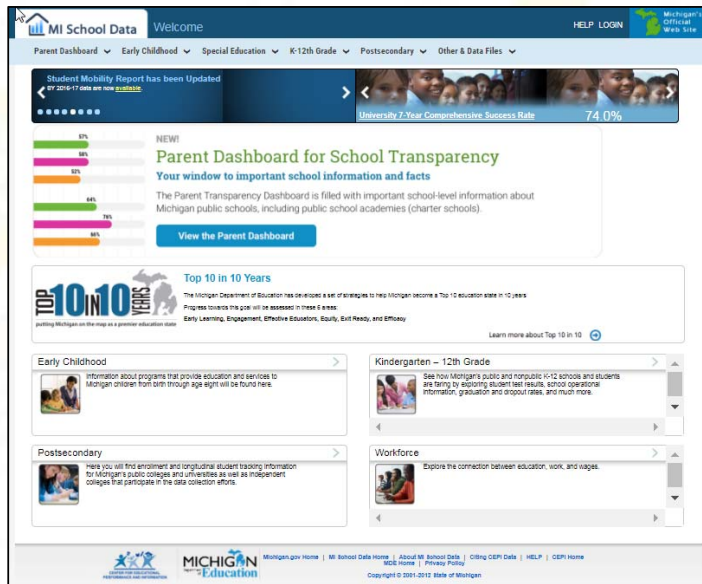 MI School Data
Welcome
HELP LOGIN
Michigan's
Official
Web Site
Parent Dashboard
Early Childhood
Special Education
K-12th Grade
Postsecondary
Other & Data Files
Student Mobility Report has been Updated
SY 2016-17 data are now available.
University 7-Year Comprehensive Success Rate
74.0%
57%
56%
52%
64%
76%
66%
NEW!
Parent Dashboard for School Transparency
Your window to important school information and facts
The Parent Transparency Dashboard is filled with important school-level information about
Michigan public schools, including public school academies (charter schools).
View the Parent Dashboard
TOP 10 IN 10 YEARS
putting Michigan on the map as a premier education state
Top 10 in 10 Years
The Michigan Department of Education has developed a set of strategies to help Michigan become a Top 10 education state in 10 years
Progress towards this goal will be assessed in these 6 areas:
Early Learning, Engagement, Effective Educators, Equity, Exit Ready, and Efficacy
Learn more about Top 10 in 10
Early Childhood
Information about programs that provide education and services to
Michigan children from birth through age eight will be found here.
Kindergarten – 12th Grade
See how Michigan's public and nonpublic K-12 schools and students
are faring by exploring student test results, school operational
information, graduation and dropout rates, and much more.
Postsecondary
Here you will find enrollment and longitudinal student tracking information
for Michigan's public colleges and universities as well as independent
colleges that participate in the data collection efforts.
Workforce
Explore the connection between education, work, and wages.
CENTER FOR EDUCATIONAL
PERFORMANCE AND INFORMATION
MICHIGAN
Education
Michigan.gov Home | MI School Data Home | About MI School Data | Citing CEPI Data | HELP | CEPI Home
MDE Home | Privacy Policy
Copyright © 2001-2012 State of Michigan